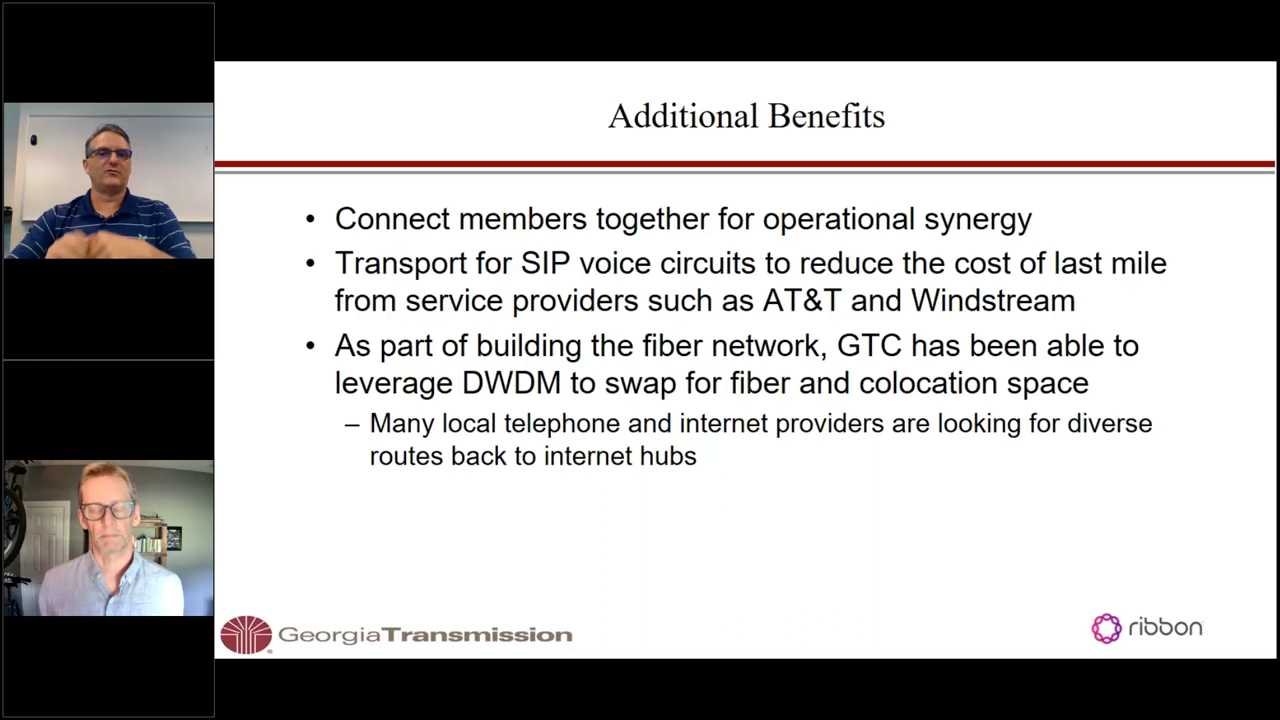 Additional Benefits
• Connect members together for operational synergy
• Transport for SIP voice circuits to reduce the cost of last mile
from service providers such as AT&T and Windstream
• As part of building the fiber network, GTC has been able to
leverage DWDM to swap for fiber and colocation space
– Many local telephone and internet providers are looking for diverse
routes back to internet hubs
GeorgiaTransmission
ribbon